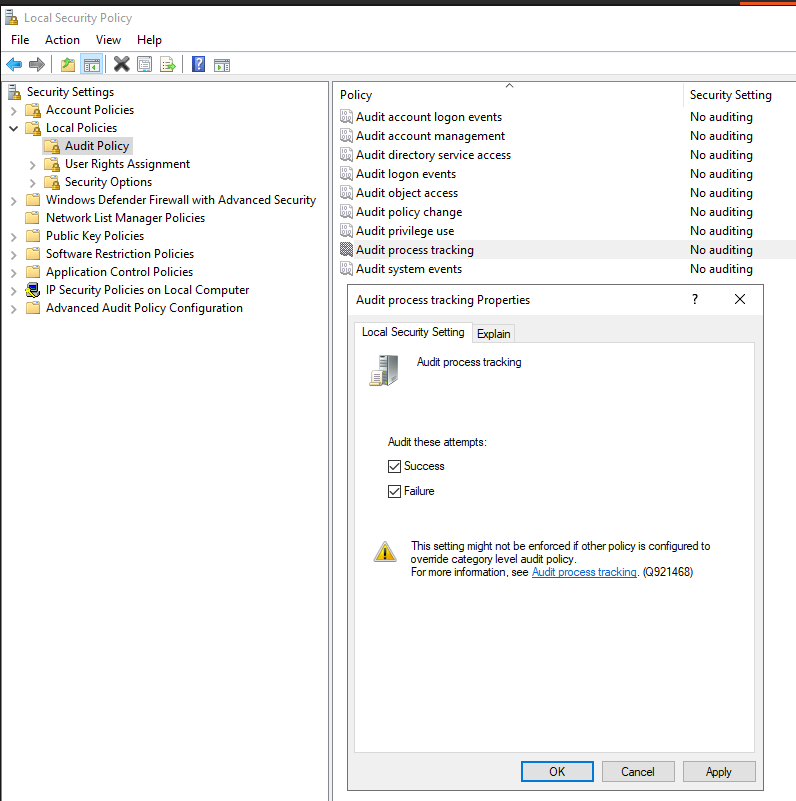 Local Security Policy
File Action View Help
Security Settings
Account Policies
Local Policies
Audit Policy
User Rights Assignment
Security Options
Windows Defender Firewall with Advanced Security
Network List Manager Policies
Public Key Policies
Software Restriction Policies
Application Control Policies
IP Security Policies on Local Computer
Advanced Audit Policy Configuration
Policy Security Setting
Audit account logon events No auditing
Audit account management No auditing
Audit directory service access No auditing
Audit logon events No auditing
Audit object access No auditing
Audit policy change No auditing
Audit privilege use No auditing
Audit process tracking No auditing
Audit system events No auditing
Audit process tracking Properties ?
Local Security Setting Explain
Audit process tracking
Audit these attempts:
Success
Failure
This setting might not be enforced if other policy is configured to
override category level audit policy.
For more information, see Audit process tracking. (Q921468)
OK Cancel Apply